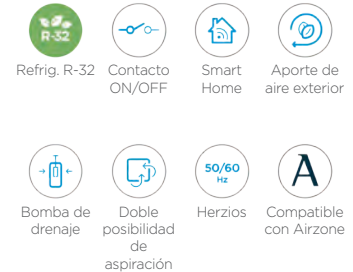 R-32
Refrig. R-32
Contacto
ON/OFF
Smart
Home
Aporte de
aire exterior
Bomba de
drenaje
Doble
posibilidad
de
aspiración
50/60
Hz
Herzios
A
Compatible
con Airzone